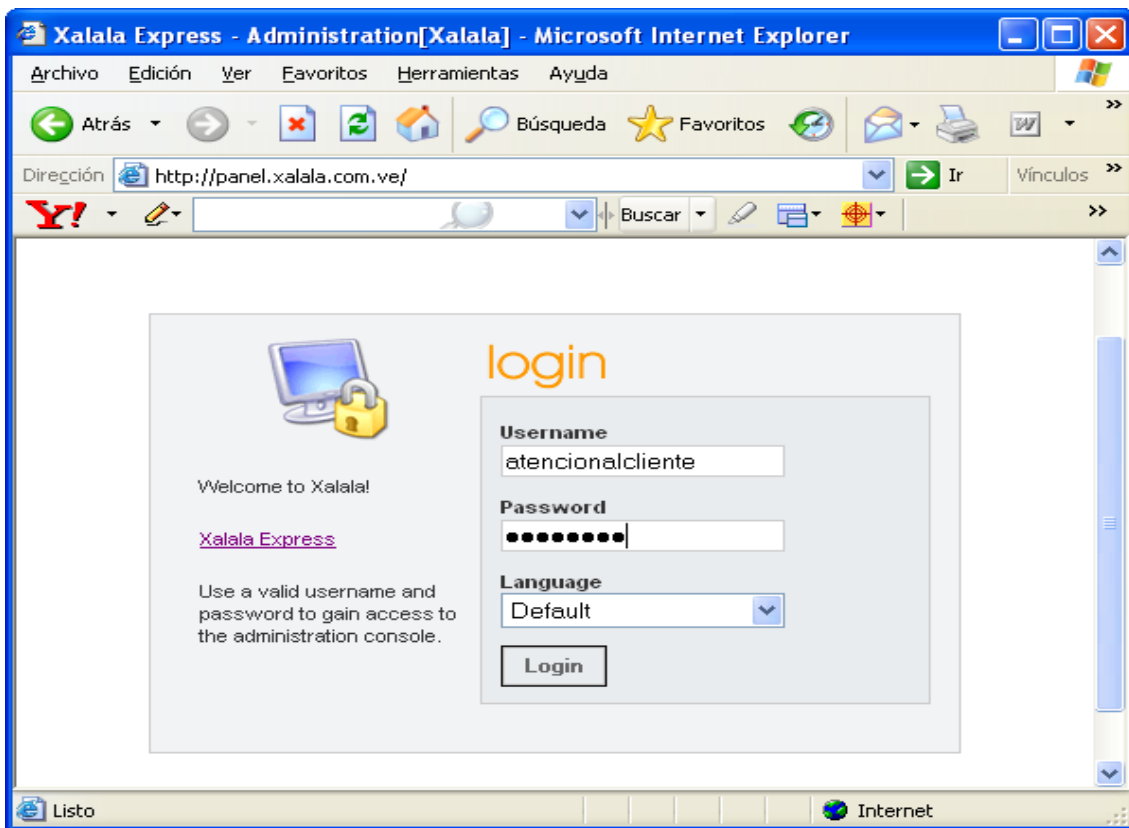 Xalala Express - Administration[Xalala] - Microsoft Internet Explorer
Archivo Edición Ver Favoritos Herramientas Ayuda
Atrás Búsqueda Favoritos W »
Dirección http://panel.xalala.com.ve/ Ir Vínculos »
Y! Buscar »
login
Username
atencionalcliente
Welcome to Xalala!
Password
••••••••
Xalala Express
Language
Default
Use a valid username and
password to gain access to
the administration console.
Login
Listo Internet